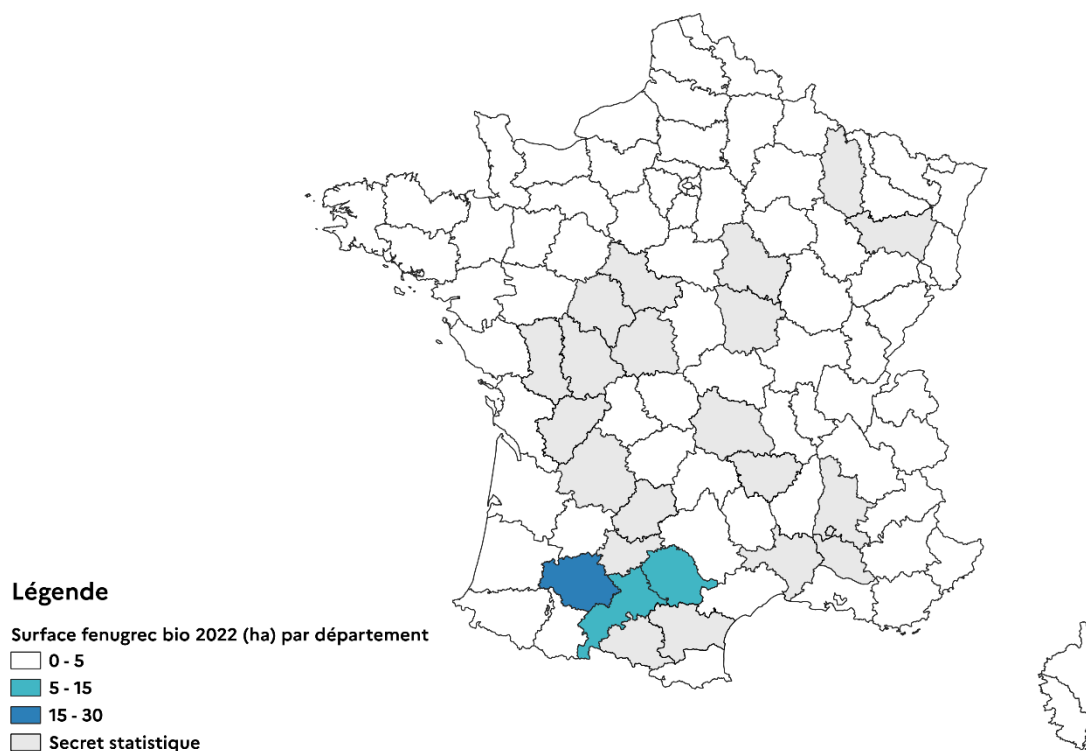 Légende
Surface fenugrec bio 2022 (ha) par département
0 - 5
5 - 15
15 - 30
Secret statistique